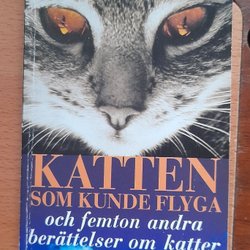 KATTEN
SOM KUNDE FLYGA
och femton andra
berättelser om katter